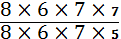 8 × 6 × 7 × 7
8 × 6 × 7 × 5